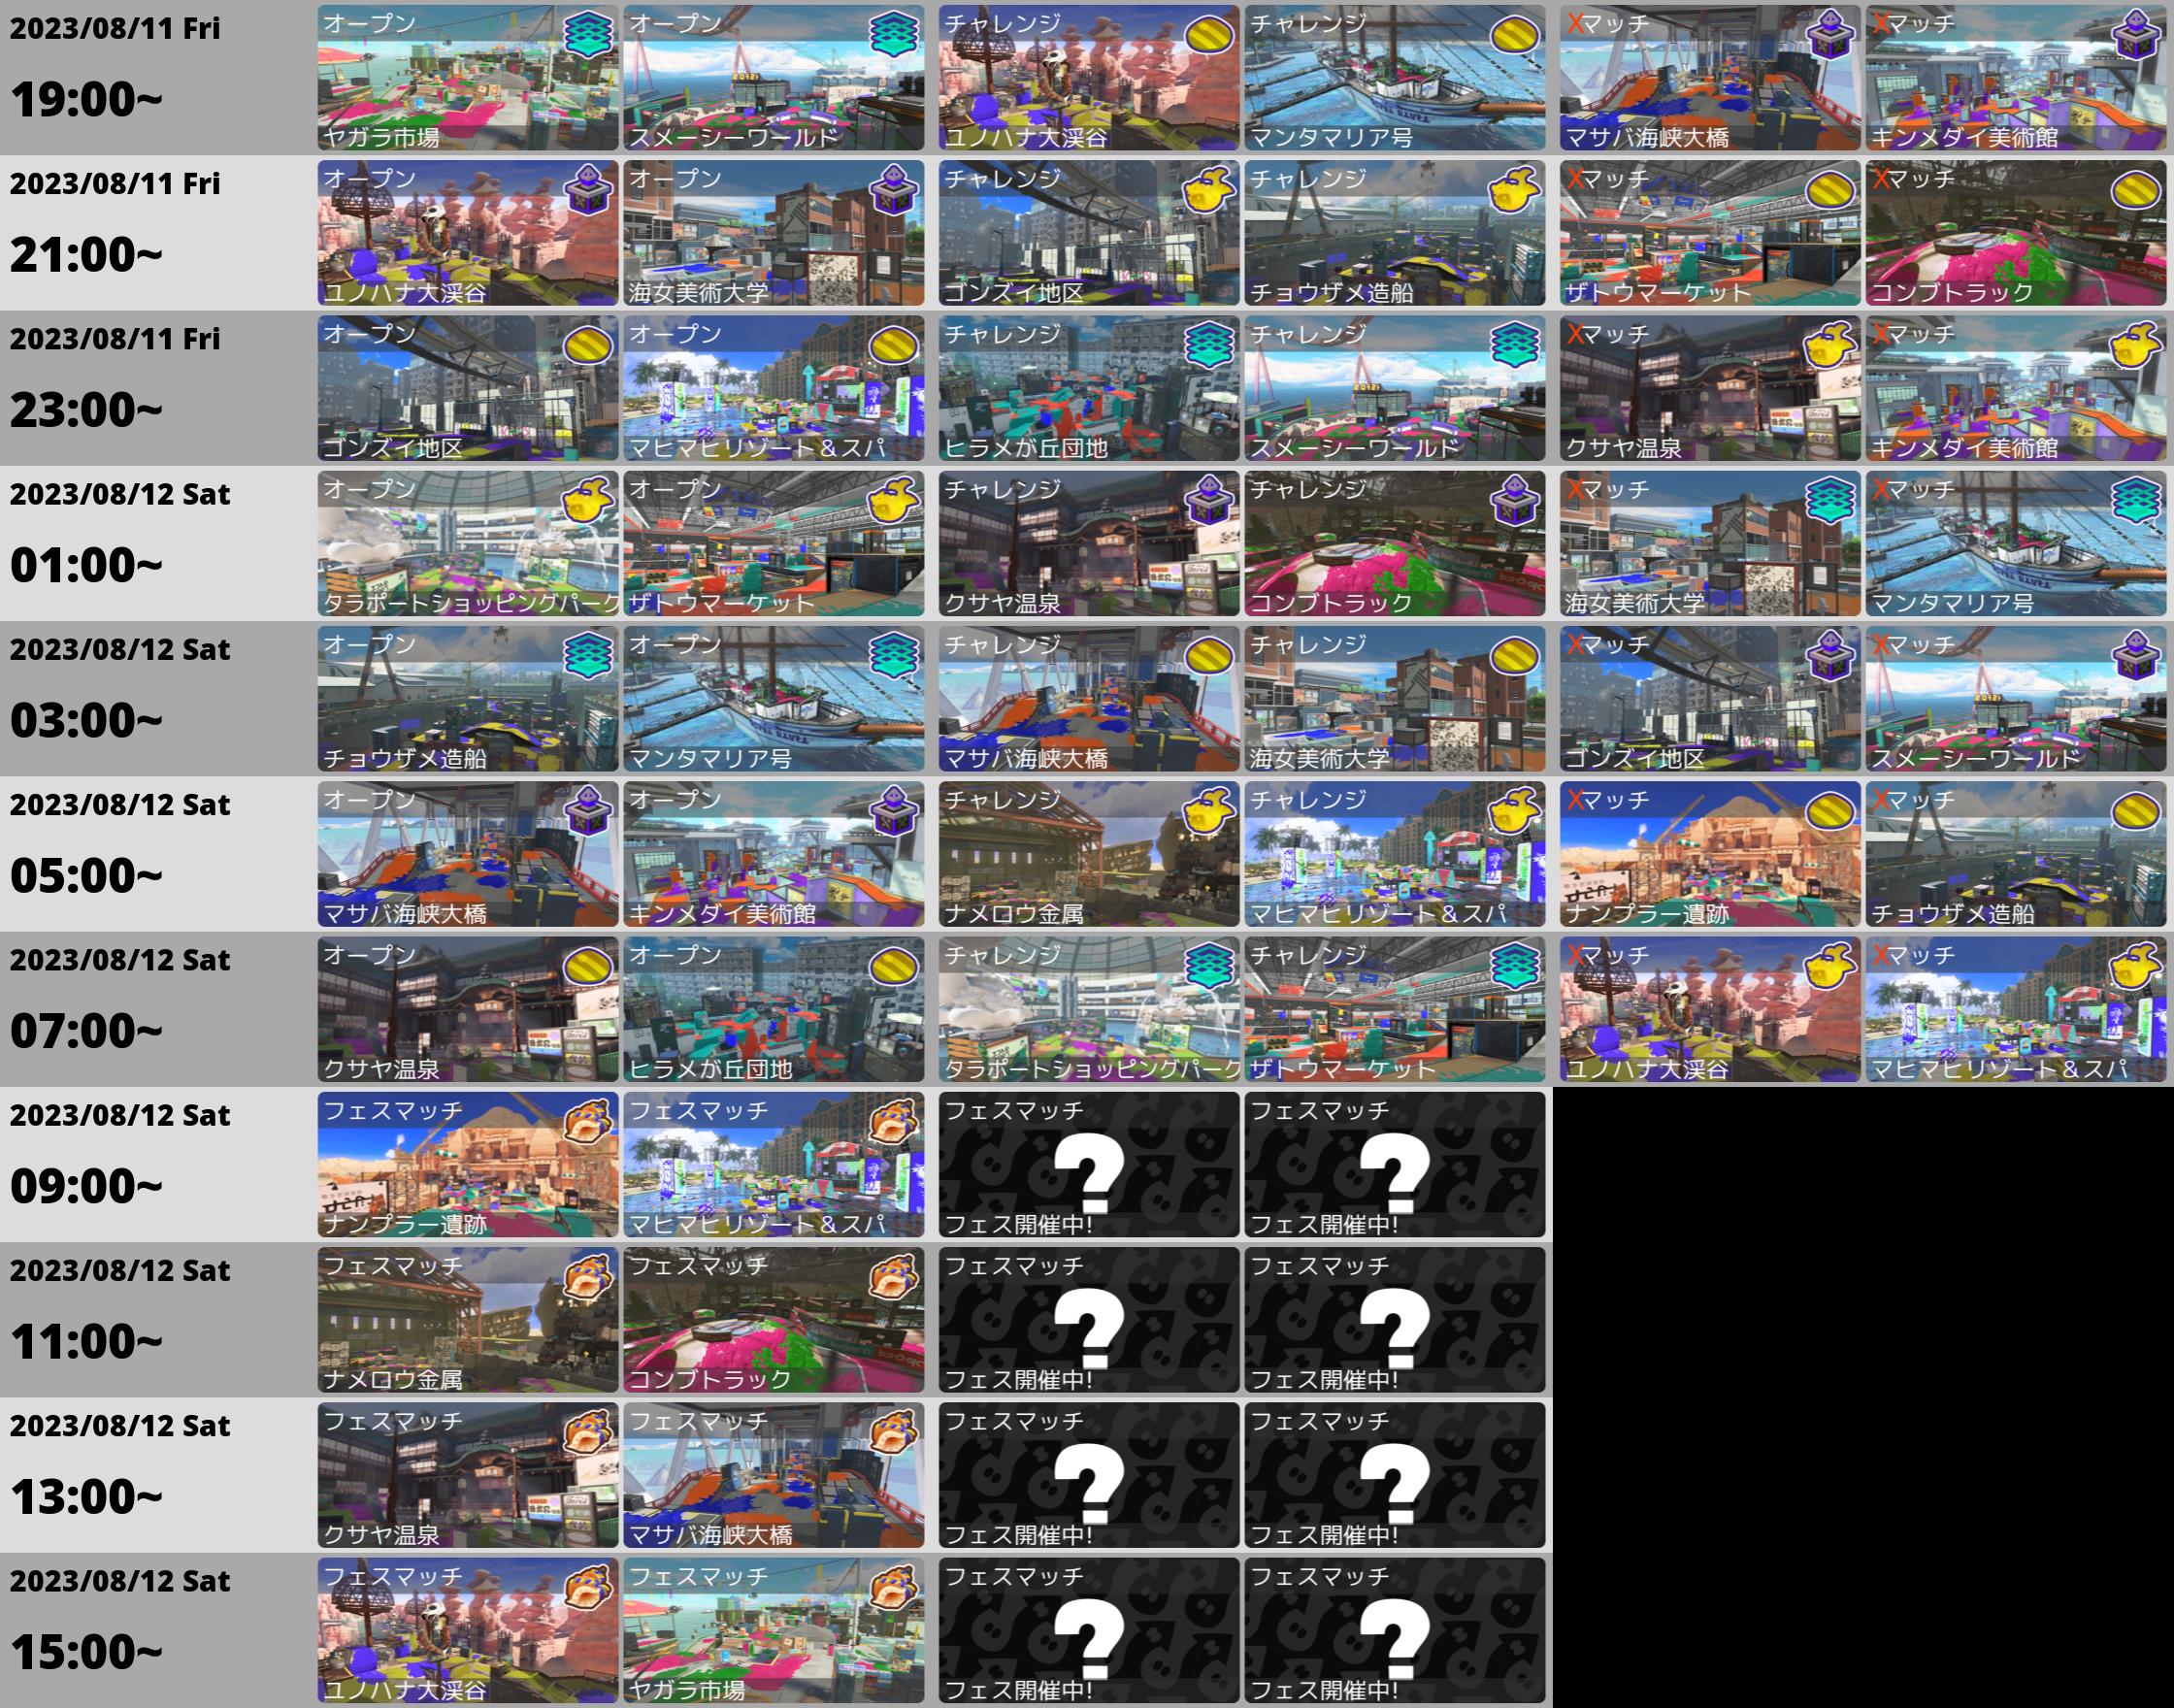 2023/08/11 Fri
19:00~
オープン
ヤガラ市場
オープン
スメーシーワールド
チャレンジ
ユノハナ大渓谷
チャレンジ
マンタマリア号
Xマッチ
マサバ海峡大橋
Xマッチ
キンメダイ美術館
2023/08/11 Fri
21:00~
オープン
ユノハナ大渓谷
オープン
海女美術大学
チャレンジ
ゴンズイ地区
チャレンジ
チョウザメ造船
Xマッチ
ザトウマーケット
Xマッチ
コンブトラック
2023/08/11 Fri
23:00~
オープン
ゴンズイ地区
オープン
マヒマヒリゾート&スパ
チャレンジ
ヒラメが丘団地
チャレンジ
スメーシーワールド
Xマッチ
クサヤ温泉
Xマッチ
キンメダイ美術館
2023/08/12 Sat
01:00~
オープン
タラポートショッピングパーク
オープン
ザトウマーケット
チャレンジ
クサヤ温泉
チャレンジ
コンブトラック
Xマッチ
海女美術大学
Xマッチ
マンタマリア号
2023/08/12 Sat
03:00~
オープン
チョウザメ造船
オープン
マンタマリア号
チャレンジ
マサバ海峡大橋
チャレンジ
海女美術大学
Xマッチ
ゴンズイ地区
Xマッチ
スメーシーワールド
2023/08/12 Sat
05:00~
オープン
マサバ海峡大橋
オープン
キンメダイ美術館
チャレンジ
ナメロウ金属
チャレンジ
マヒマヒリゾート&スパ
Xマッチ
ナンプラー遺跡
Xマッチ
チョウザメ造船
2023/08/12 Sat
07:00~
オープン
クサヤ温泉
オープン
ヒラメが丘団地
チャレンジ
タラポートショッピングパーク
チャレンジ
ザトウマーケット
Xマッチ
ユノハナ大渓谷
Xマッチ
マヒマヒリゾート&スパ
2023/08/12 Sat
09:00~
フェスマッチ
ナンプラー遺跡
フェスマッチ
マヒマヒリゾート&スパ
フェスマッチ
?
フェス開催中!
フェスマッチ
?
フェス開催中!
2023/08/12 Sat
11:00~
フェスマッチ
ナメロウ金属
フェスマッチ
コンブトラック
フェスマッチ
?
フェス開催中!
フェスマッチ
?
フェス開催中!
2023/08/12 Sat
13:00~
フェスマッチ
クサヤ温泉
フェスマッチ
マサバ海峡大橋
フェスマッチ
?
フェス開催中!
フェスマッチ
?
フェス開催中!
2023/08/12 Sat
15:00~
フェスマッチ
ユノハナ大渓谷
フェスマッチ
ヤガラ市場
フェスマッチ
?
フェス開催中!
フェスマッチ
?
フェス開催中!